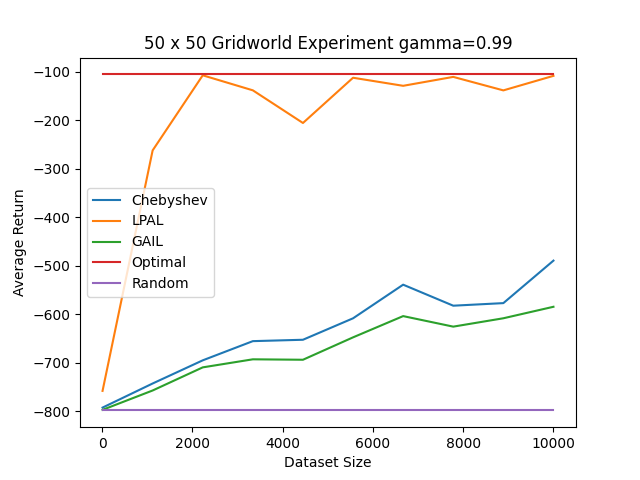 50 x 50 Gridworld Experiment gamma=0.99
Average Return
−100
−200
−300
−400
−500
−600
−700
−800
Chebyshev
LPAL
GAIL
Optimal
Random
0
2000
4000
6000
8000
10000
Dataset Size